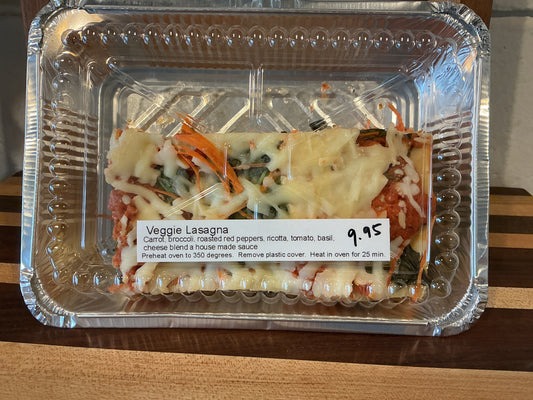 Veggie Lasagna
Carrot, broccoli, roasted red peppers, ricotta, tomato, basil,
cheese blend a house made sauce
Preheat oven to 350 degrees. Remove plastic cover. Heat in oven for 25 min.
9.95